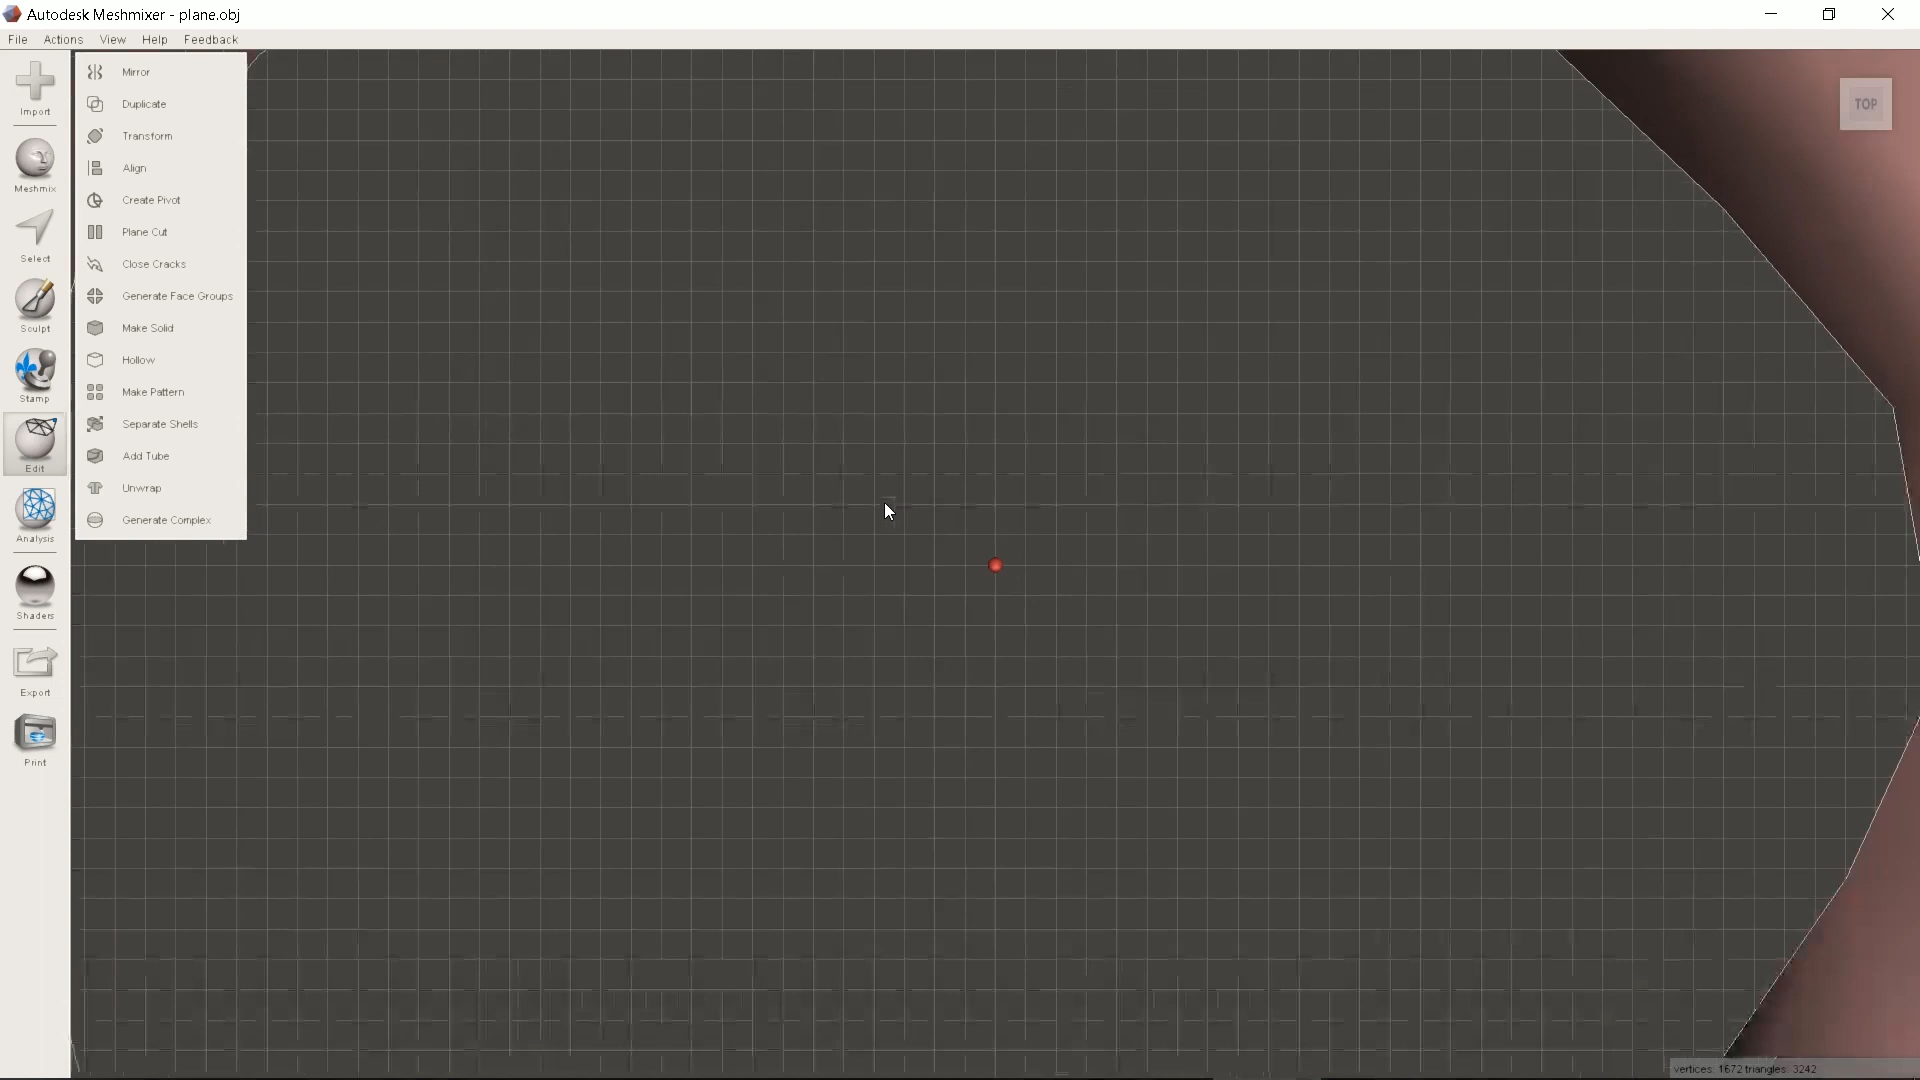 Autodesk Meshmixer - plane.obj
File Actions View Help Feedback
Import
Meshmix
Select
Sculpt
Stamp
Edit
Analysis
Shaders
Export
Print
Mirror
Duplicate
Transform
Align
Create Pivot
Plane Cut
Close Cracks
Generate Face Groups
Make Solid
Hollow
Make Pattern
Separate Shells
Add Tube
Unwrap
Generate Complex
TOP
vertices: 1672 triangles: 3242